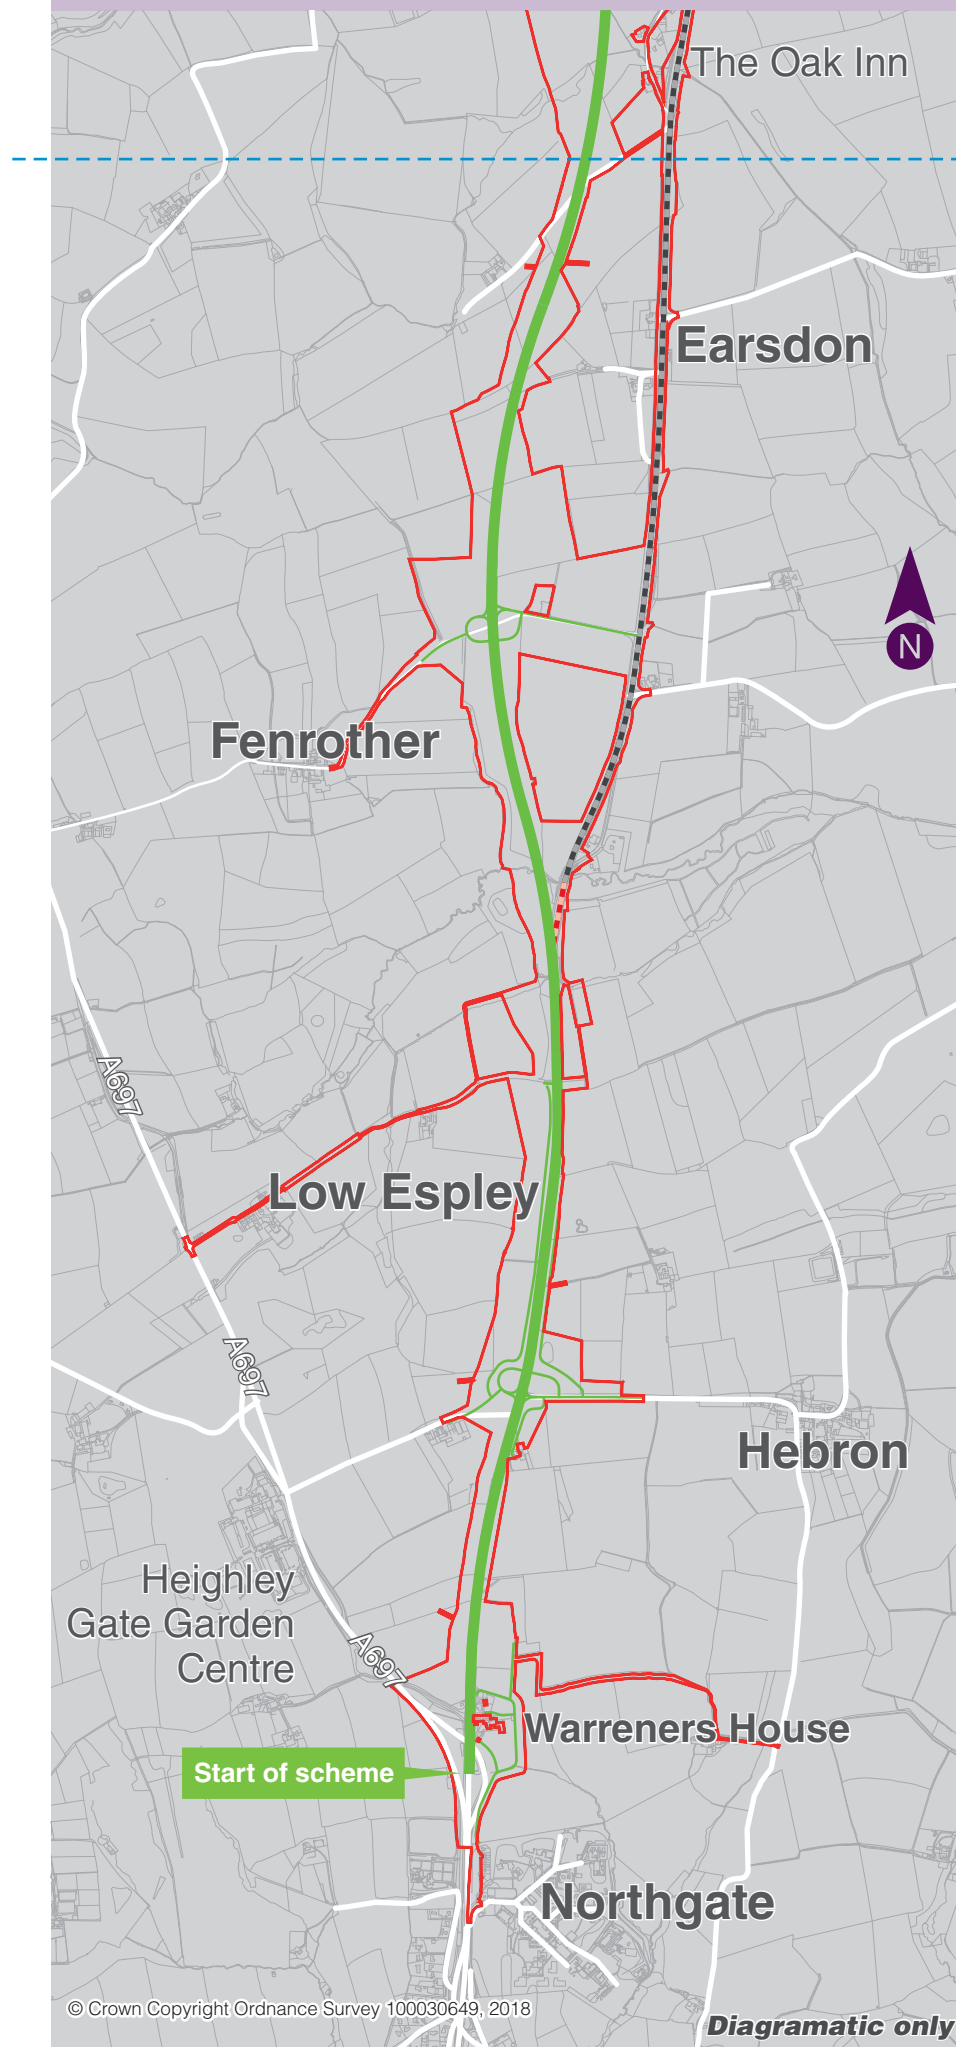 The Oak Inn
Earsdon
N
Fenrother
A697
Low Espley
A697
Hebron
Heighley
Gate Garden
Centre
A697
Warreners House
Start of scheme
Northgate
© Crown Copyright Ordnance Survey 100030649, 2018
Diagramatic only